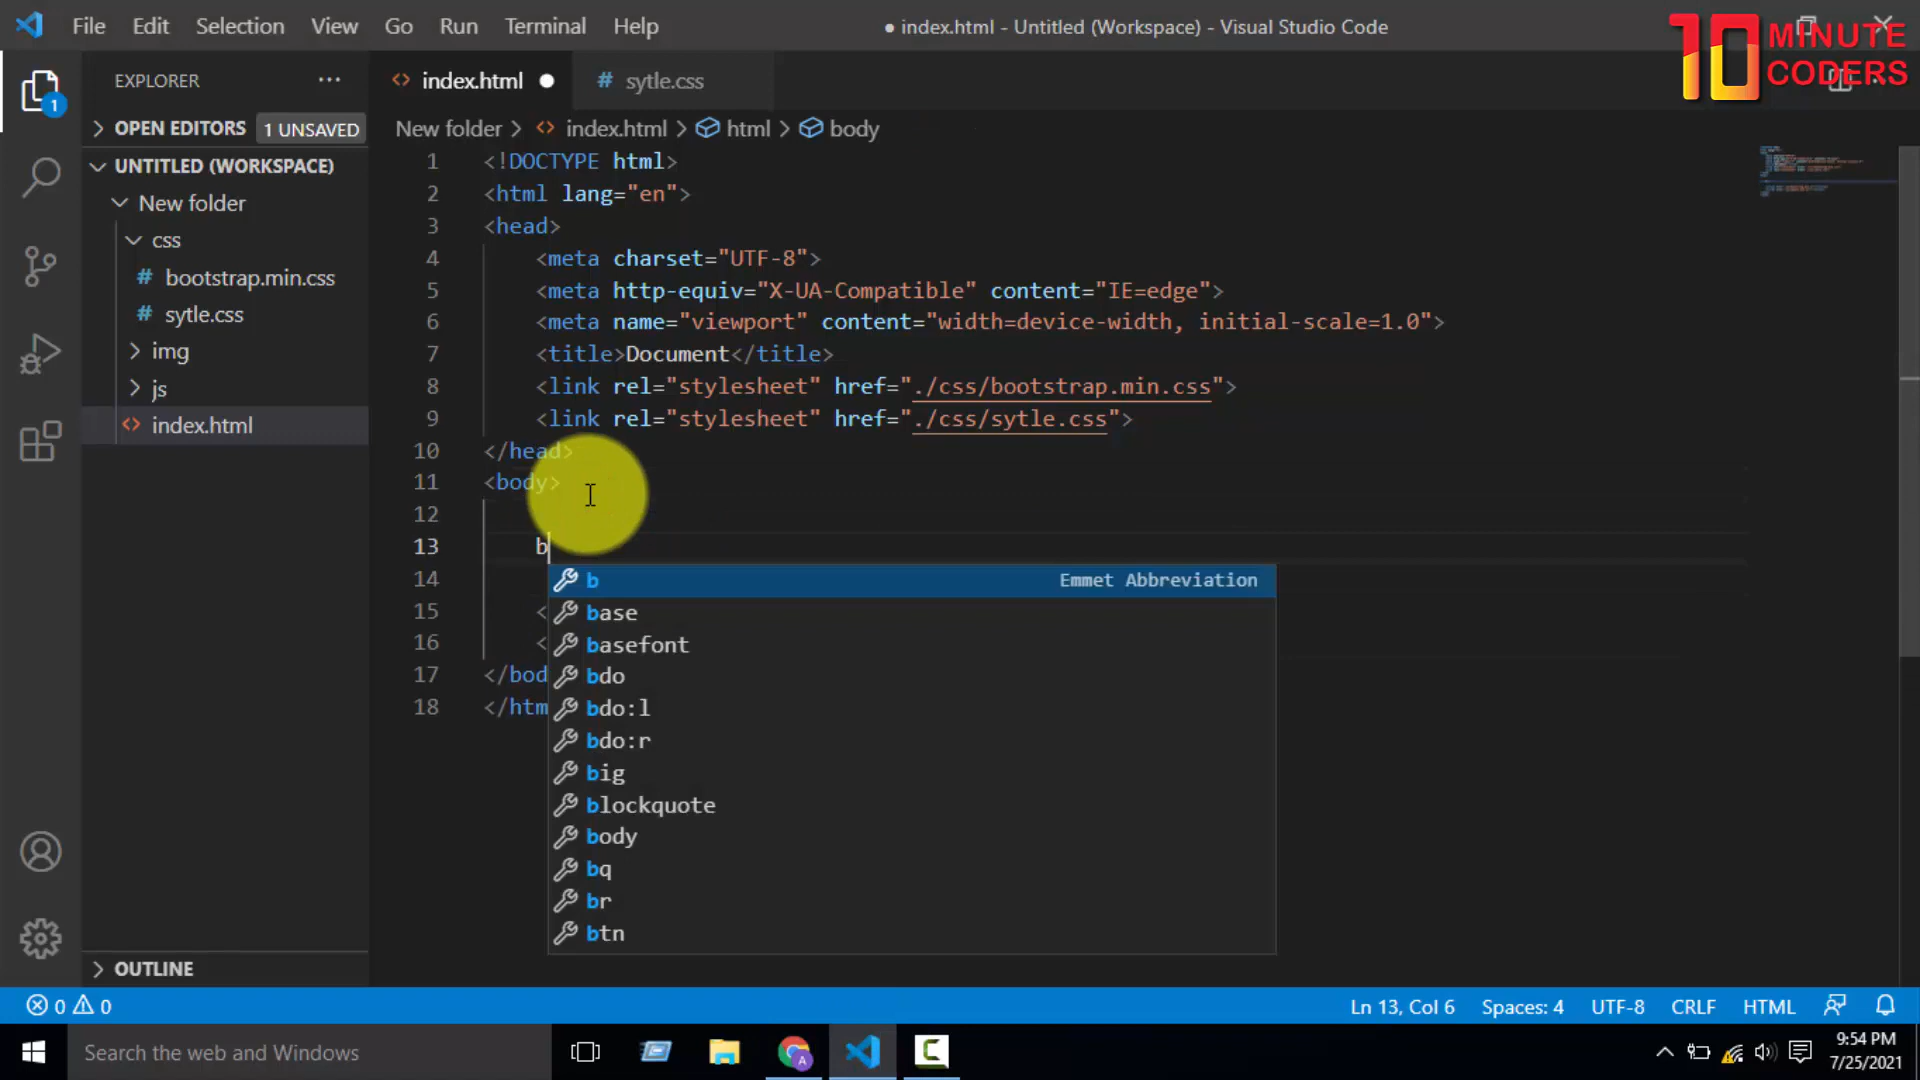 File Edit Selection View Go Run Terminal Help
● index.html - Untitled (Workspace) - Visual Studio Code
10 MINUTE
CODERS
1
EXPLORER ···
OPEN EDITORS 1 UNSAVED
UNTITLED (WORKSPACE)
New folder
css
# bootstrap.min.css
# sytle.css
img
js
<> index.html
OUTLINE
<> index.html ●
# sytle.css
New folder > <> index.html > html > body
1 <!DOCTYPE html>
2 <html lang="en">
3 <head>
4 <meta charset="UTF-8">
5 <meta http-equiv="X-UA-Compatible" content="IE=edge">
6 <meta name="viewport" content="width=device-width, initial-scale=1.0">
7 <title>Document</title>
8 <link rel="stylesheet" href="./css/bootstrap.min.css">
9 <link rel="stylesheet" href="./css/sytle.css">
10 </head>
11 <body>
12
13 b
14
15 <
16 <
17 </bod
18 </htm
b Emmet Abbreviation
base
basefont
bdo
bdo:l
bdo:r
big
blockquote
body
bq
br
btn
0 0
Ln 13, Col 6 Spaces: 4 UTF-8 CRLF HTML
Search the web and Windows
A
C
9:54 PM
7/25/2021